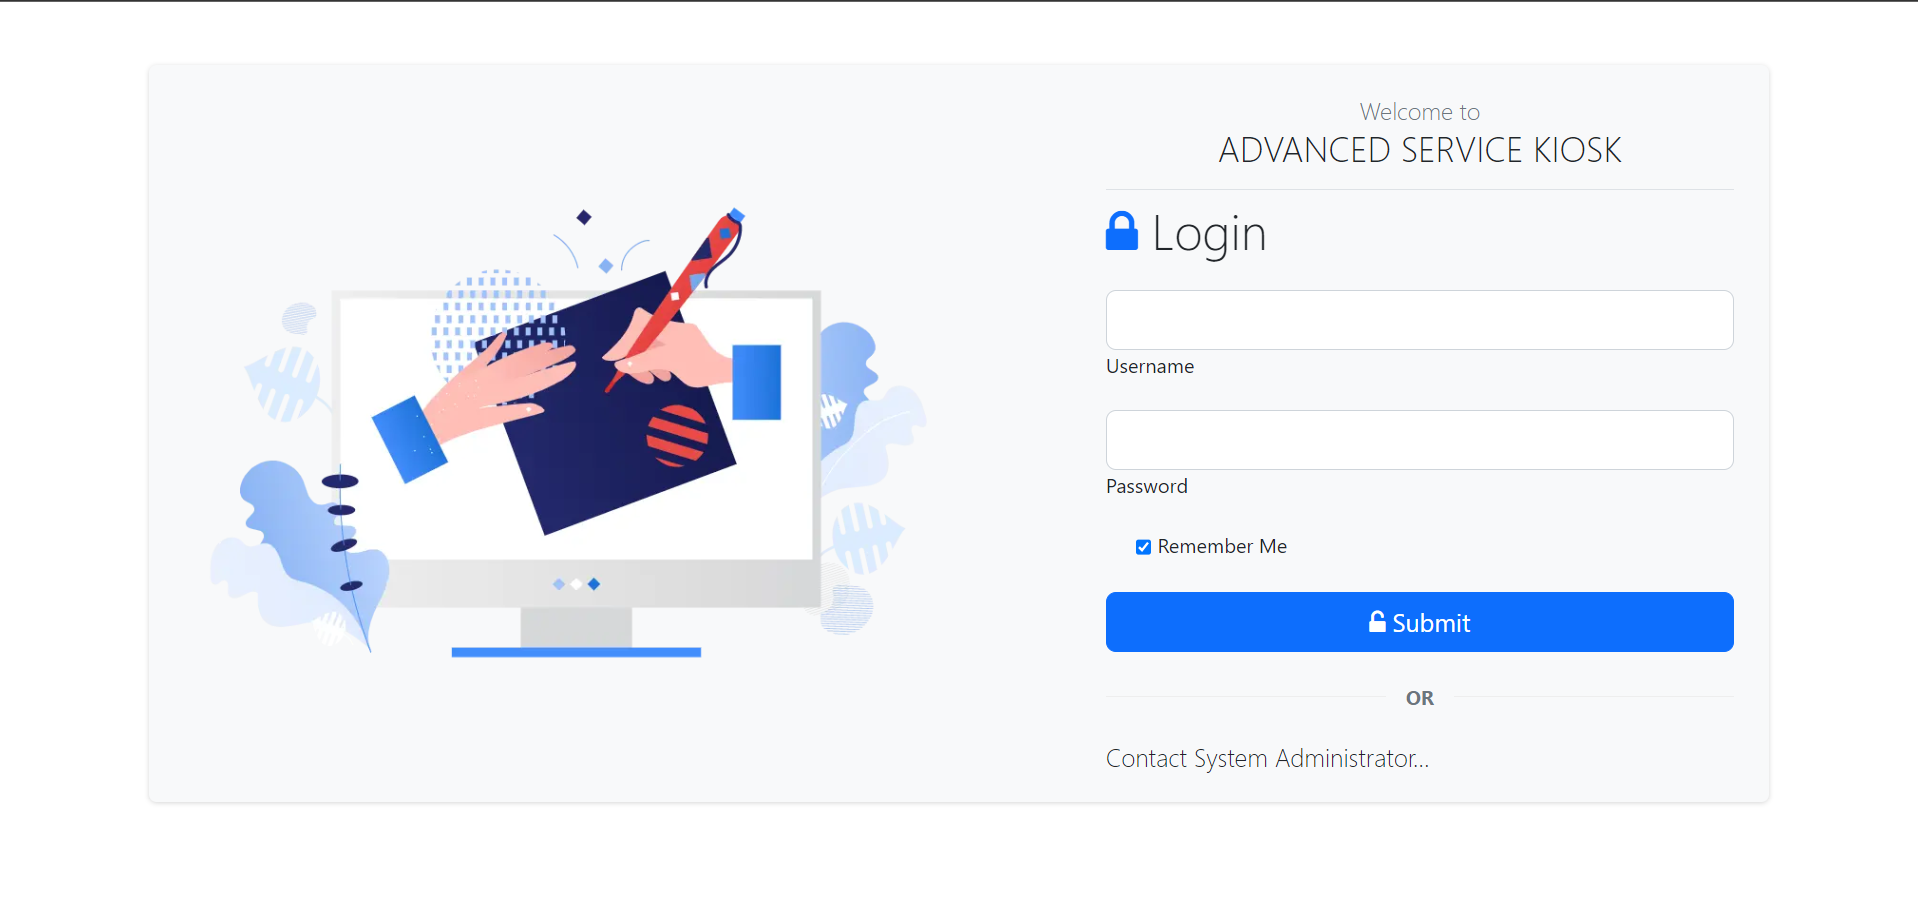 Welcome to
ADVANCED SERVICE KIOSK
Login
Username
Password
Remember Me
Submit
OR
Contact System Administrator...